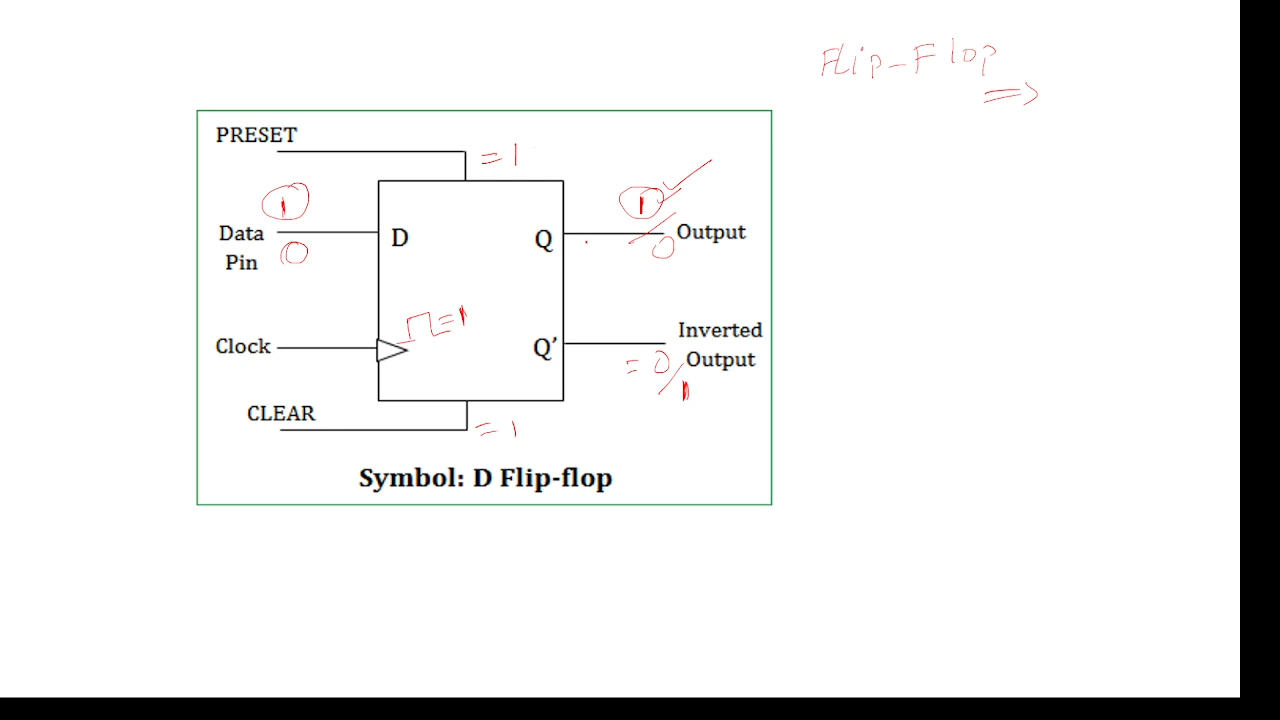 Flip-Flop
=>
PRESET
= 1
1
1
Data
Pin
0
D
Q
0
Output
=1
Clock
Q'
Inverted
Output
= 0/1
CLEAR
= 1
Symbol: D Flip-flop